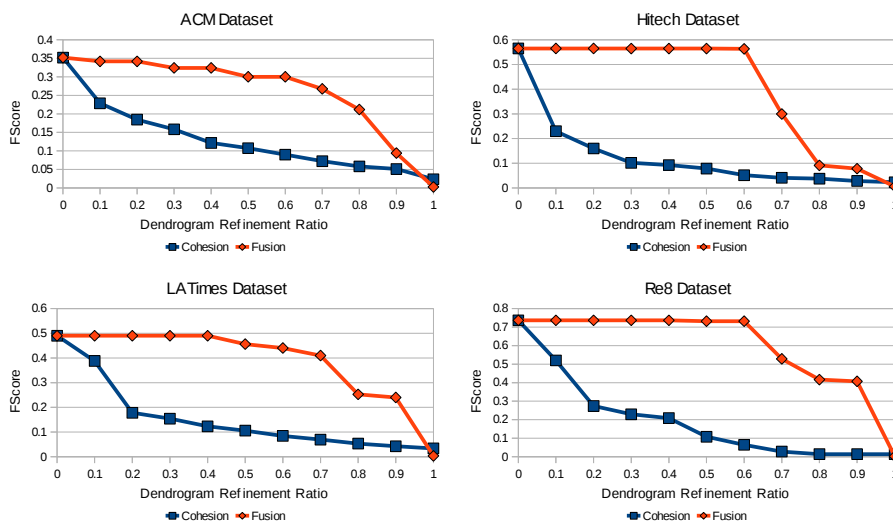 ACM Dataset
0.4
0.35
0.3
0.25
0.2
0.15
0.1
0.05
0
FScore
0 0.1 0.2 0.3 0.4 0.5 0.6 0.7 0.8 0.9 1
Dendrogram Refinement Ratio
Cohesion Fusion
Hitech Dataset
0.6
0.5
0.4
0.3
0.2
0.1
0
FScore
0 0.1 0.2 0.3 0.4 0.5 0.6 0.7 0.8 0.9 1
Dendrogram Refinement Ratio
Cohesion Fusion
LATimes Dataset
0.6
0.5
0.4
0.3
0.2
0.1
0
FScore
0 0.1 0.2 0.3 0.4 0.5 0.6 0.7 0.8 0.9 1
Dendrogram Refinement Ratio
Cohesion Fusion
Re8 Dataset
0.8
0.7
0.6
0.5
0.4
0.3
0.2
0.1
0
FScore
0 0.1 0.2 0.3 0.4 0.5 0.6 0.7 0.8 0.9 1
Dendrogram Refinement Ratio
Cohesion Fusion